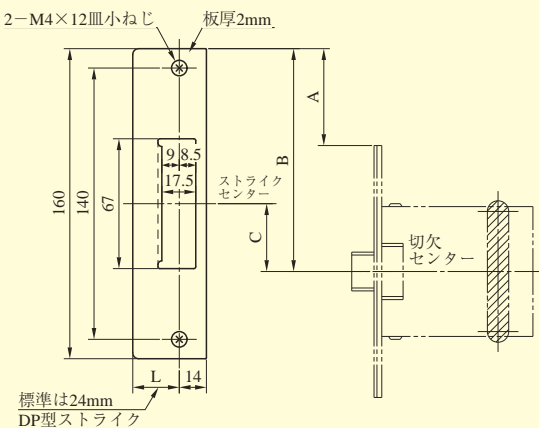 2−M4×12皿小ねじ
板厚2mm
A
B
9
8.5
17.5
ストライク
センター
160
140
67
C
切欠
センター
L
14
標準は24mm
DP型ストライク